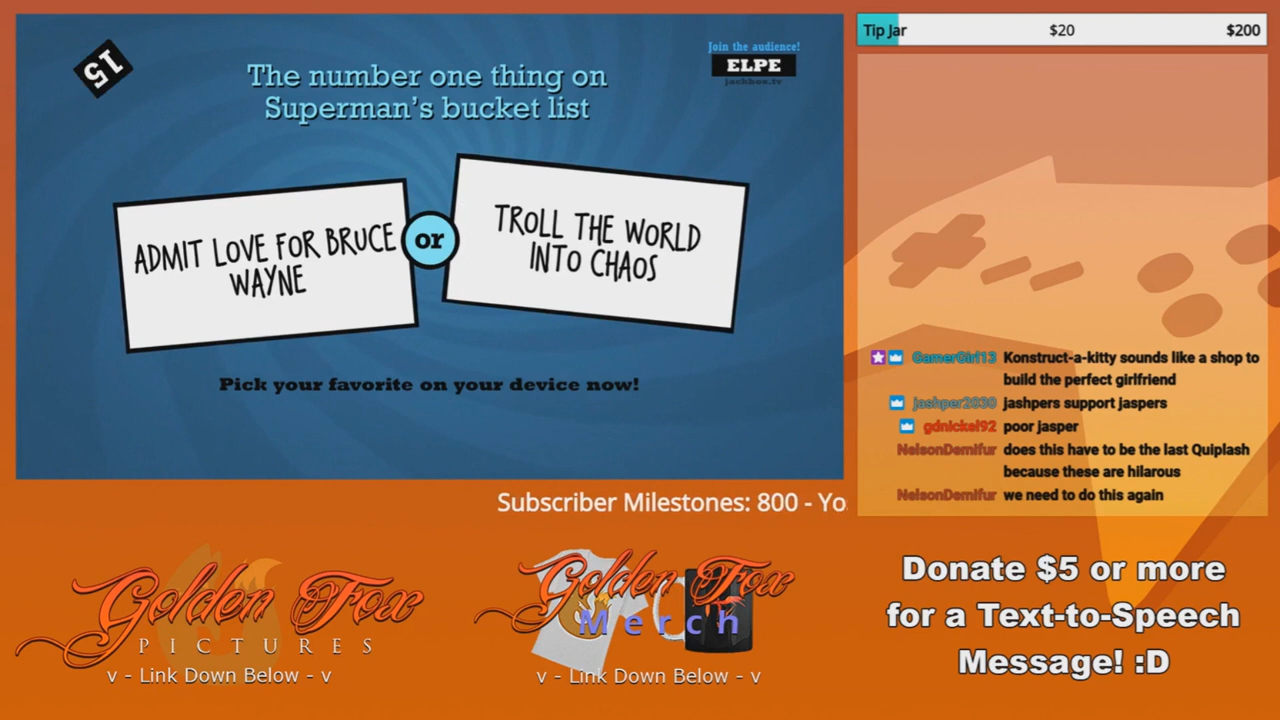 15
The number one thing on
Superman's bucket list
Join the audience!
ELPE
jackbox.tv
ADMIT LOVE FOR BRUCE
WAYNE
or
TROLL THE WORLD
INTO CHAOS
Pick your favorite on your device now!
Tip Jar $20 $200
GamerGirl13 Konstruct-a-kitty sounds like a shop to
build the perfect girlfriend
jashper2030 jashpers support jaspers
gdnickel92 poor jasper
NelsonDemifur does this have to be the last Quiplash
because these are hilarous
NelsonDemifur we need to do this again
Subscriber Milestones: 800 - Yo
Golden Fox
PICTURES
v - Link Down Below - v
Golden Fox
Merch
v - Link Down Below - v
Donate $5 or more
for a Text-to-Speech
Message! :D